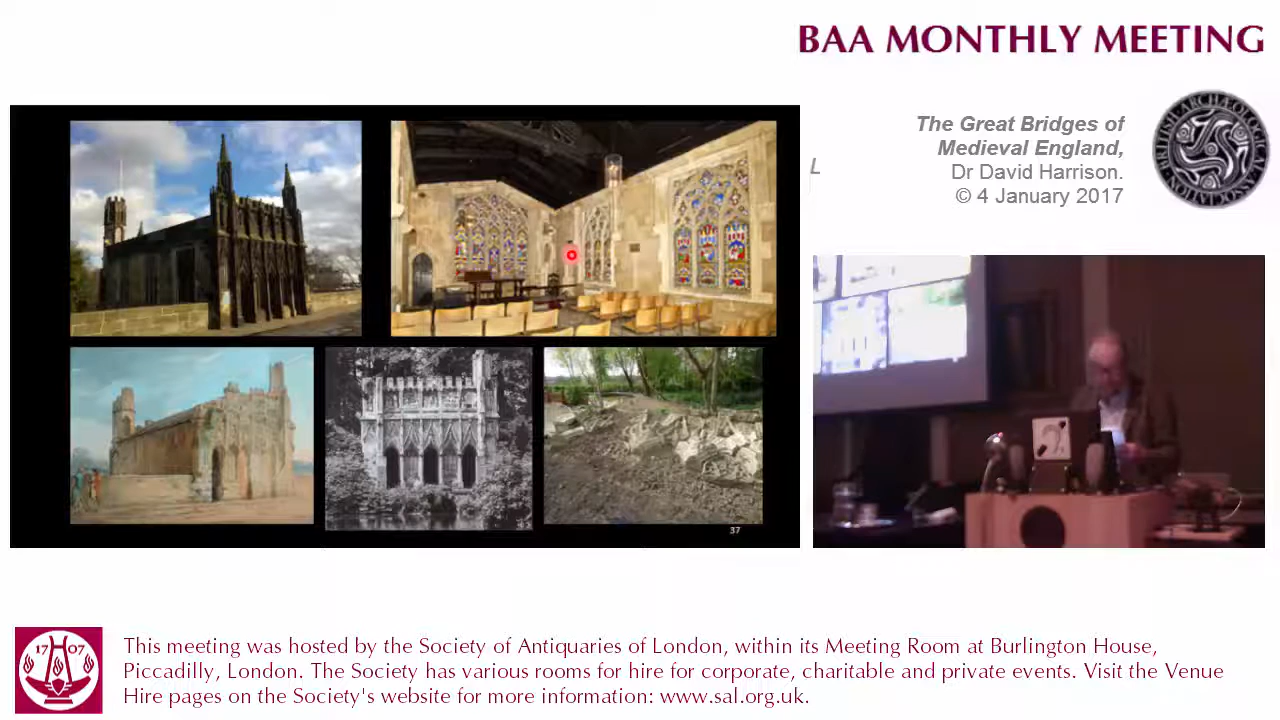 BAA MONTHLY MEETING
The Great Bridges of
Medieval England,
Dr David Harrison.
© 4 January 2017
L
BRITISH ARCHÆOLOGICAL ASSOCIATION
37
1707
This meeting was hosted by the Society of Antiquaries of London, within its Meeting Room at Burlington House,
Piccadilly, London. The Society has various rooms for hire for corporate, charitable and private events. Visit the Venue
Hire pages on the Society's website for more information: www.sal.org.uk.